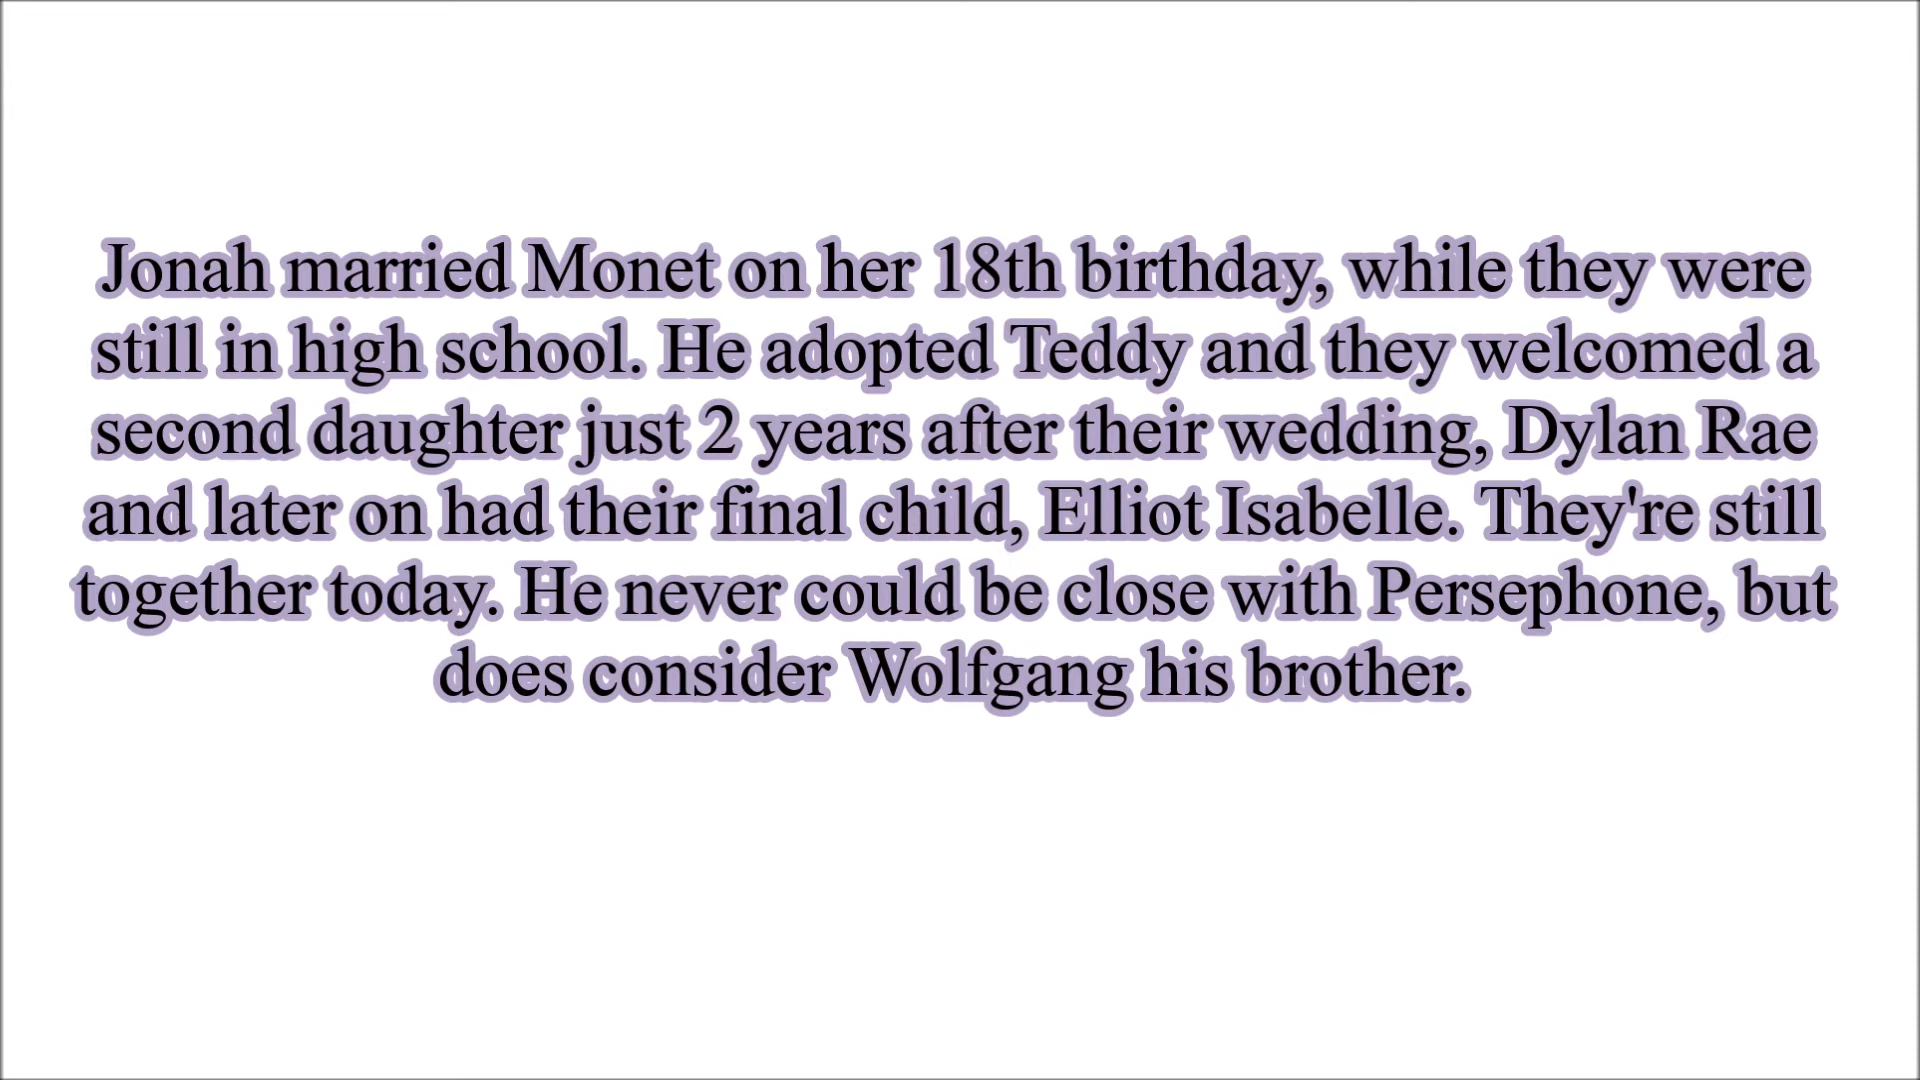 Jonah married Monet on her 18th birthday, while they were
still in high school. He adopted Teddy and they welcomed a
second daughter just 2 years after their wedding, Dylan Rae
and later on had their final child, Elliot Isabelle. They're still
together today. He never could be close with Persephone, but
does consider Wolfgang his brother.